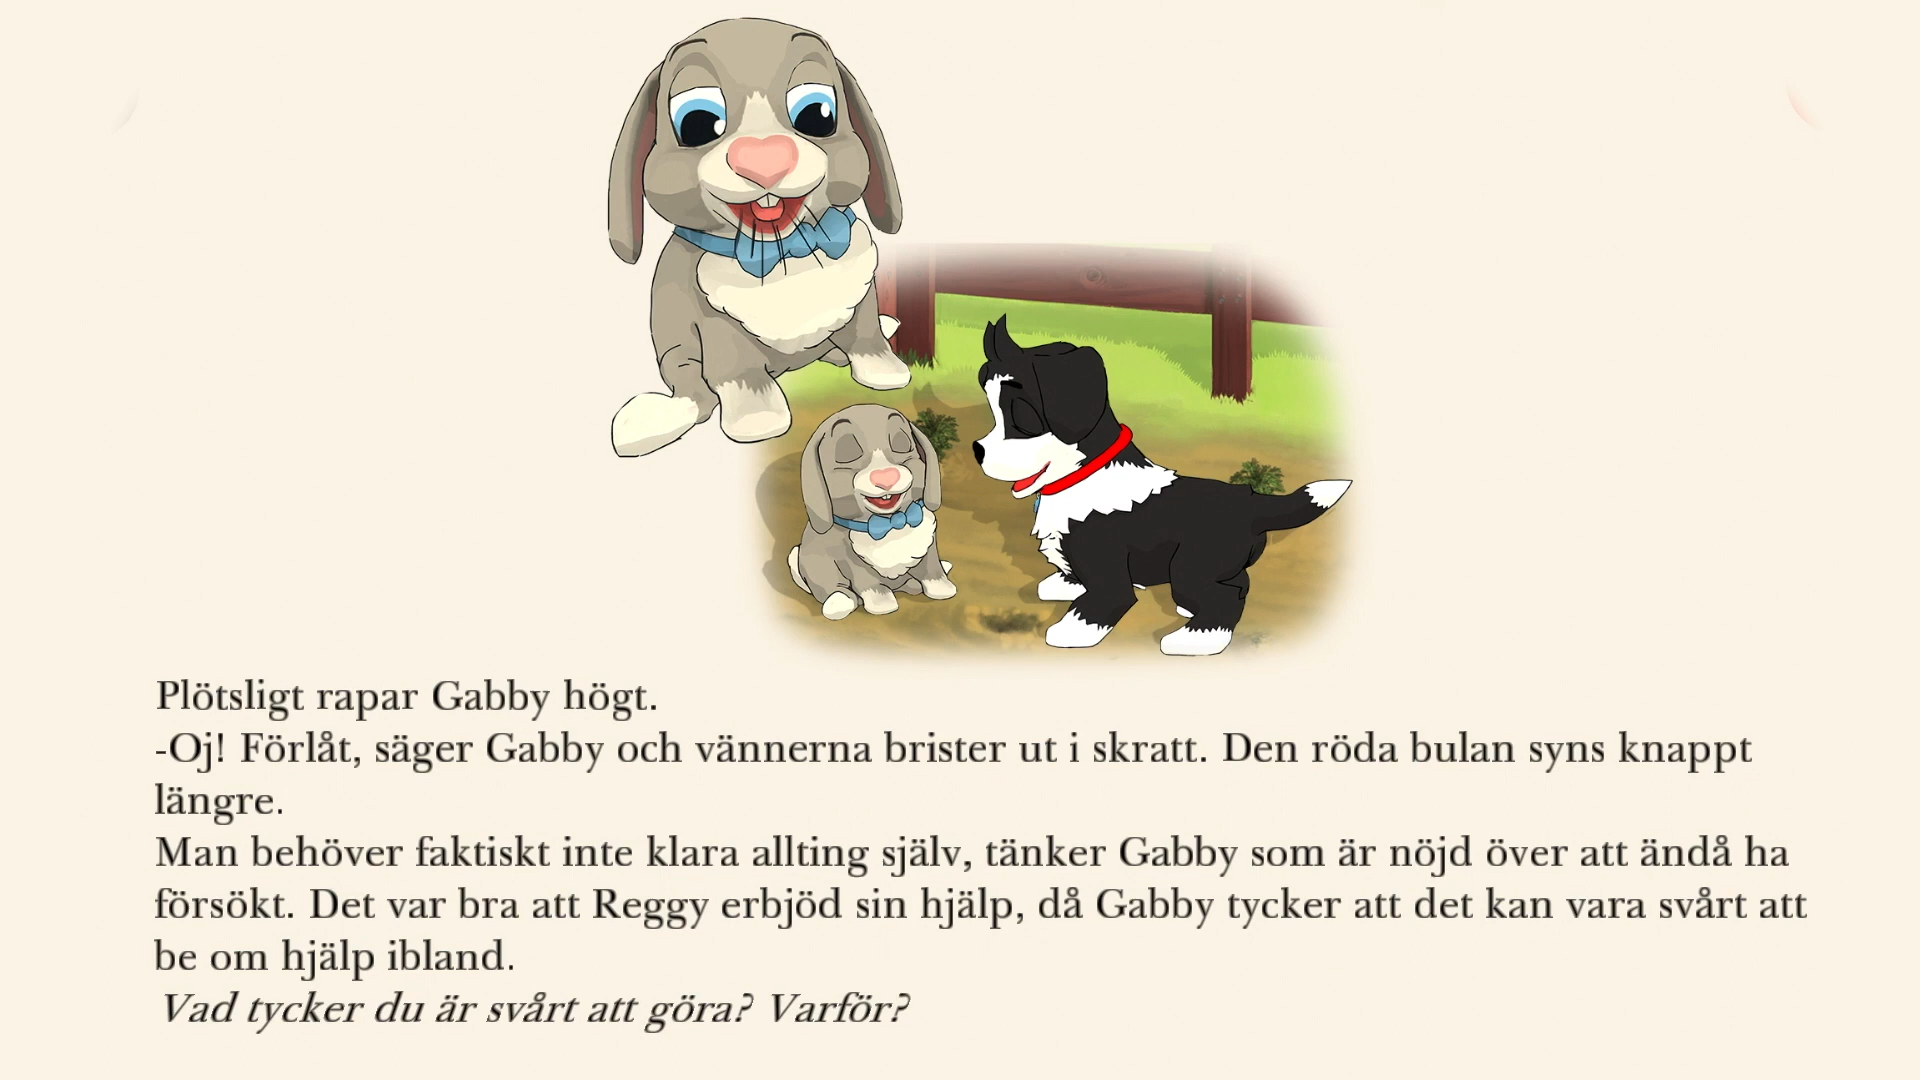 Plötsligt rapar Gabby högt.
-Oj! Förlåt, säger Gabby och vännerna brister ut i skratt. Den röda bulan syns knappt
längre.
Man behöver faktiskt inte klara allting själv, tänker Gabby som är nöjd över att ändå ha
försökt. Det var bra att Reggy erbjöd sin hjälp, då Gabby tycker att det kan vara svårt att
be om hjälp ibland.
Vad tycker du är svårt att göra? Varför?